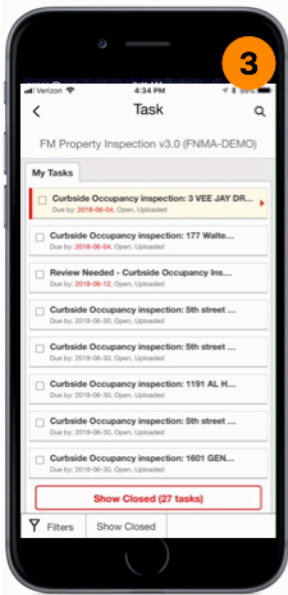 3
Verizon 4:34 PM
Task
FM Property Inspection v3.0 (FNMA-DEMO)
My Tasks
Curbside Occupancy inspection: 3 VEE JAY DR...
Due by: 2018-06-04, Open, Uploaded
Curbside Occupancy inspection: 177 Walte...
Due by: 2018-06-04, Open, Uploaded
Review Needed - Curbside Occupancy Ins...
Due by: 2018-06-12, Open, Uploaded
Curbside Occupancy inspection: 5th street ...
Due by: 2018-06-30, Open, Uploaded
Curbside Occupancy inspection: 5th street ...
Due by: 2018-06-30, Open, Uploaded
Curbside Occupancy inspection: 1191 AL H...
Due by: 2018-06-30, Open, Uploaded
Curbside Occupancy inspection: 5th street ...
Due by: 2018-06-30, Open, Uploaded
Curbside Occupancy inspection: 1601 GEN...
Due by: 2018-06-30, Open, Uploaded
Show Closed (27 tasks)
Filters Show Closed